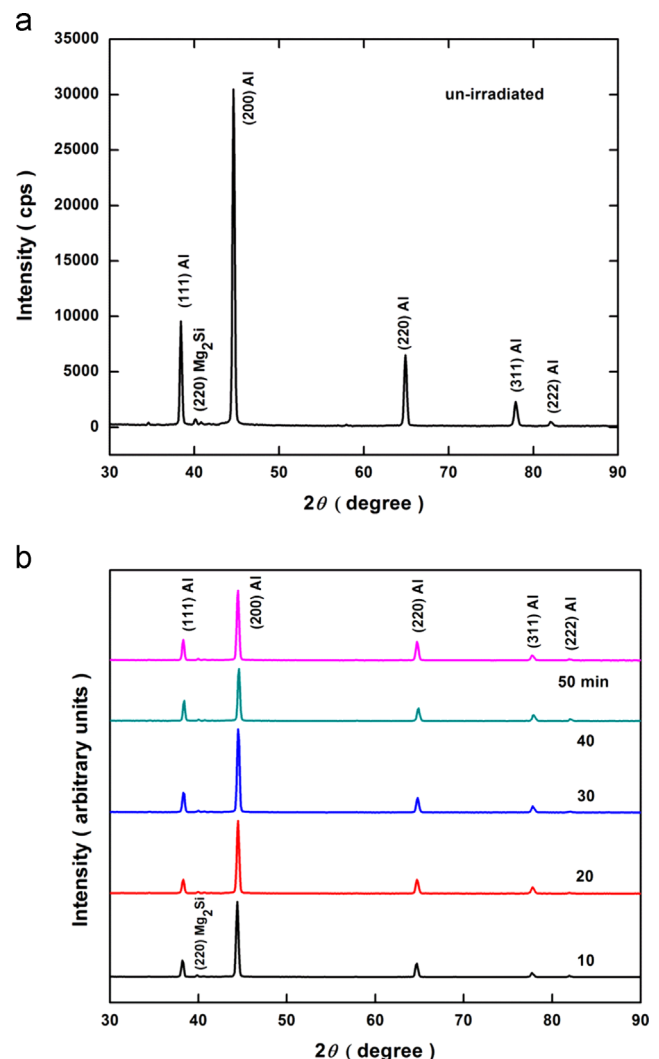 a
35000
30000
25000
20000
15000
10000
5000
0
Intensity ( cps )
un-irradiated
(111) Al
(220) Mg2Si
(200) Al
(220) Al
(311) Al
(222) Al
30 40 50 60 70 80 90
2θ ( degree )
b
Intensity ( arbitrary units )
(111) Al
(200) Al
(220) Al
(311) Al
(222) Al
50 min
40
30
20
(220) Mg2Si
10
30 40 50 60 70 80 90
2θ ( degree )